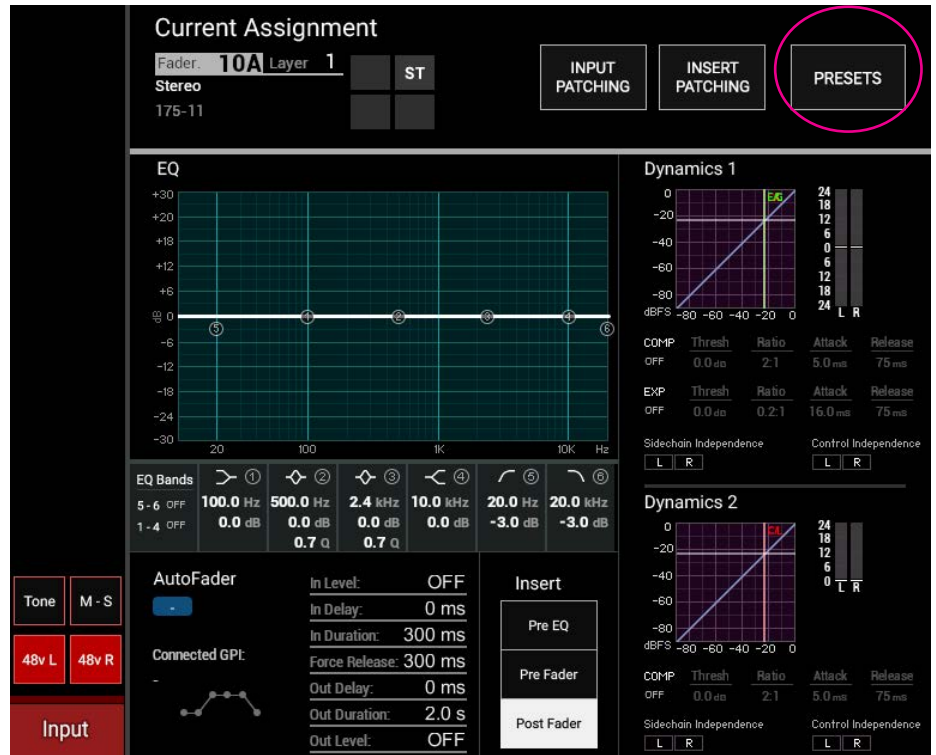 Current Assignment
Fader. 10A Layer 1
ST
Stereo
175-11
INPUT PATCHING
INSERT PATCHING
PRESETS
EQ
+30
+20
+18
+12
+6
dB 0
-6
-12
-18
-24
-30
20 100 1K 10K Hz
5 1 2 3 4 6
EQ Bands 1 2 3 4 5 6
5-6 OFF 100.0 Hz 500.0 Hz 2.4 kHz 10.0 kHz 20.0 Hz 20.0 kHz
1-4 OFF 0.0 dB 0.0 dB 0.0 dB 0.0 dB -3.0 dB -3.0 dB
0.7 Q 0.7 Q
Dynamics 1
0
-20
-40
-60
-80
dBFS -80 -60 -40 -20 0
E/G
24
18
12
6
0
6
12
18
24
L R
COMP Thresh Ratio Attack Release
OFF 0.0 dB 2:1 5.0 ms 75 ms
EXP Thresh Ratio Attack Release
OFF 0.0 dB 0.2:1 16.0 ms 75 ms
Sidechain Independence Control Independence
L R L R
Dynamics 2
0
-20
-40
-60
-80
dBFS -80 -60 -40 -20 0
24
18
12
6
0
L R
COMP Thresh Ratio Attack Release
OFF 0.0 dB 2:1 5.0 ms 75 ms
Sidechain Independence Control Independence
L R L R
AutoFader
-
Connected GPI:
-
In Level: OFF
In Delay: 0 ms
In Duration: 300 ms
Force Release: 300 ms
Out Delay: 0 ms
Out Duration: 2.0 s
Out Level: OFF
Insert
Pre EQ
Pre Fader
Post Fader
Tone M-S
48v L 48v R
Input